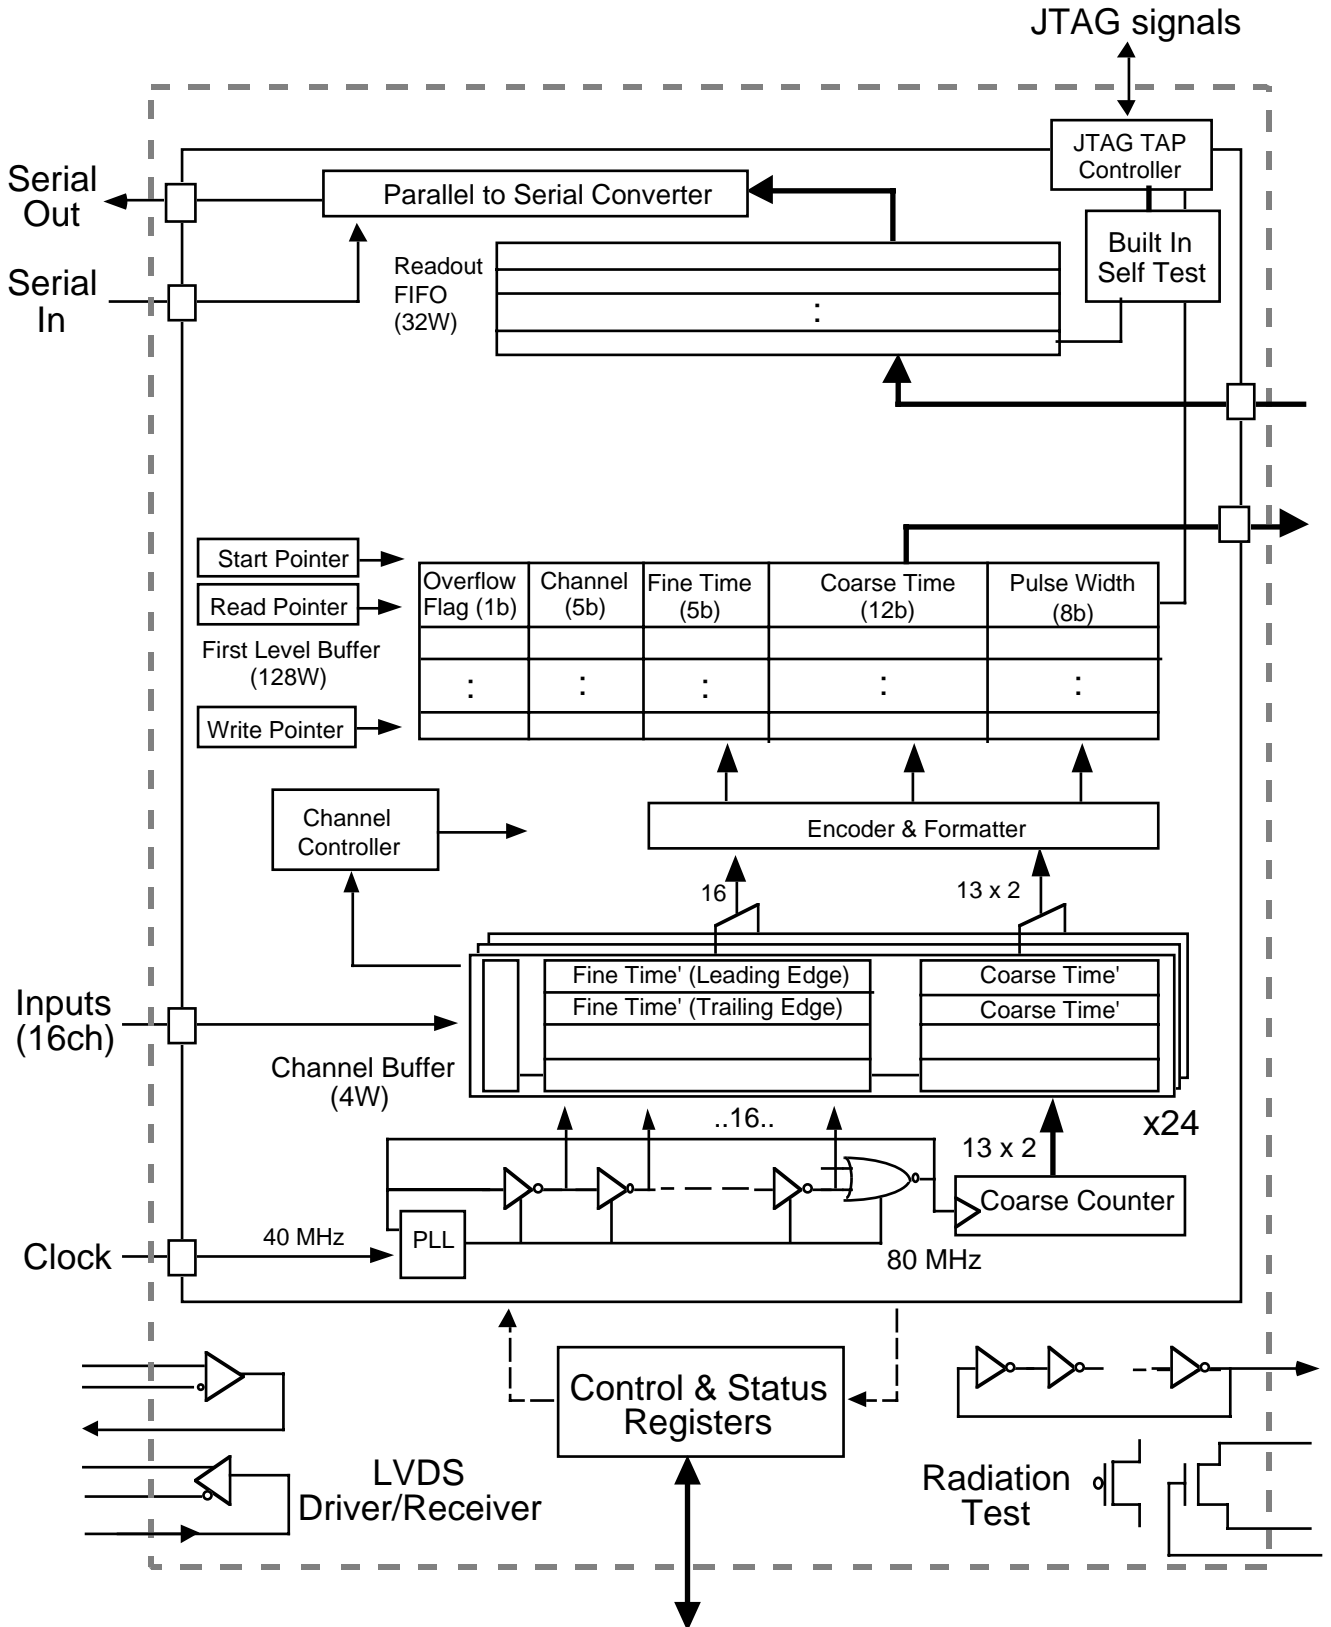 JTAG signals
JTAG TAP
Controller
Serial
Out
Parallel to Serial Converter
Built In
Self Test
Readout
FIFO
(32W)
:
Serial
In
Start Pointer
Read Pointer
First Level Buffer
(128W)
Write Pointer
Overflow
Flag (1b)
Channel
(5b)
Fine Time
(5b)
Coarse Time
(12b)
Pulse Width
(8b)
: : : : :
Channel
Controller
Encoder & Formatter
16
13 x 2
Fine Time' (Leading Edge)
Coarse Time'
Fine Time' (Trailing Edge)
Coarse Time'
Inputs
(16ch)
Channel Buffer
(4W)
x24
..16..
13 x 2
Coarse Counter
Clock
40 MHz
PLL
80 MHz
Control & Status
Registers
LVDS
Driver/Receiver
Radiation
Test